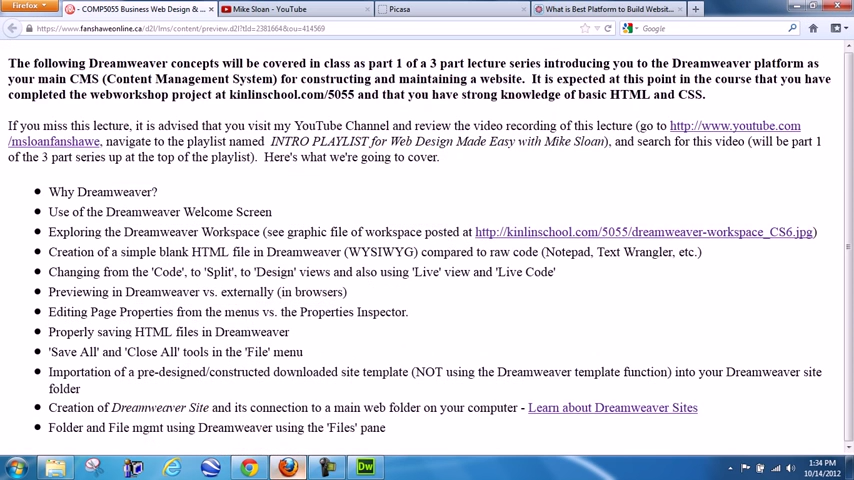 Firefox
- COMP5055 Business Web Design & ...
Mike Sloan - YouTube
Picasa
What is Best Platform to Build Websit...
https://www.fanshaweonline.ca/d2l/lms/content/preview.d2l?tId=2381664&ou=414569
Google
The following Dreamweaver concepts will be covered in class as part 1 of a 3 part lecture series introducing you to the Dreamweaver platform as
your main CMS (Content Management System) for constructing and maintaining a website. It is expected at this point in the course that you have
completed the webworkshop project at kinlinschool.com/5055 and that you have strong knowledge of basic HTML and CSS.
If you miss this lecture, it is advised that you visit my YouTube Channel and review the video recording of this lecture (go to http://www.youtube.com
/msloanfanshawe, navigate to the playlist named INTRO PLAYLIST for Web Design Made Easy with Mike Sloan), and search for this video (will be part 1
of the 3 part series up at the top of the playlist). Here's what we're going to cover.
Why Dreamweaver?
Use of the Dreamweaver Welcome Screen
Exploring the Dreamweaver Workspace (see graphic file of workspace posted at http://kinlinschool.com/5055/dreamweaver-workspace_CS6.jpg)
Creation of a simple blank HTML file in Dreamweaver (WYSIWYG) compared to raw code (Notepad, Text Wrangler, etc.)
Changing from the 'Code', to 'Split', to 'Design' views and also using 'Live' view and 'Live Code'
Previewing in Dreamweaver vs. externally (in browsers)
Editing Page Properties from the menus vs. the Properties Inspector.
Properly saving HTML files in Dreamweaver
'Save All' and 'Close All' tools in the 'File' menu
Importation of a pre-designed/constructed downloaded site template (NOT using the Dreamweaver template function) into your Dreamweaver site
folder
Creation of Dreamweaver Site and its connection to a main web folder on your computer - Learn about Dreamweaver Sites
Folder and File mgmt using Dreamweaver using the 'Files' pane
Dw
1:34 PM
10/14/2012